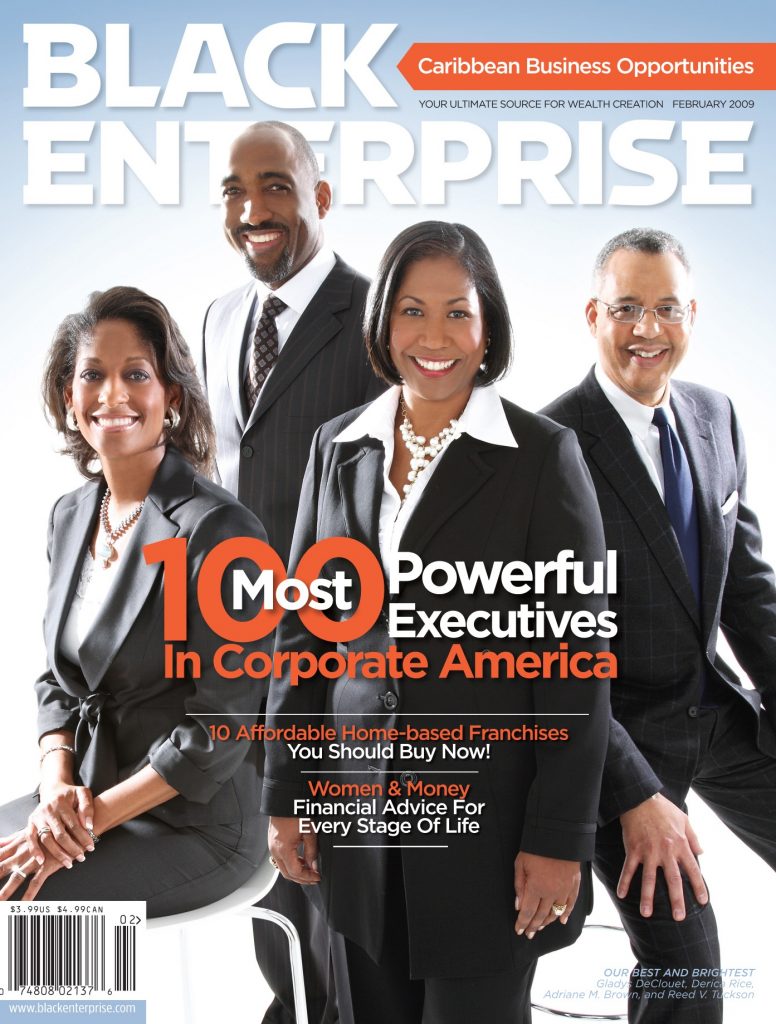 BLACK
ENTERPRISE
Caribbean Business Opportunities
YOUR ULTIMATE SOURCE FOR WEALTH CREATION FEBRUARY 2009
100 Most Powerful
Executives
In Corporate America
10 Affordable Home-based Franchises
You Should Buy Now!
Women & Money
Financial Advice For
Every Stage Of Life
$3.99US $4.99CAN
02>
0 74808 02137 6
www.blackenterprise.com
OUR BEST AND BRIGHTEST
Gladys DeClouet, Derica Rice,
Adriane M. Brown, and Reed V. Tuckson